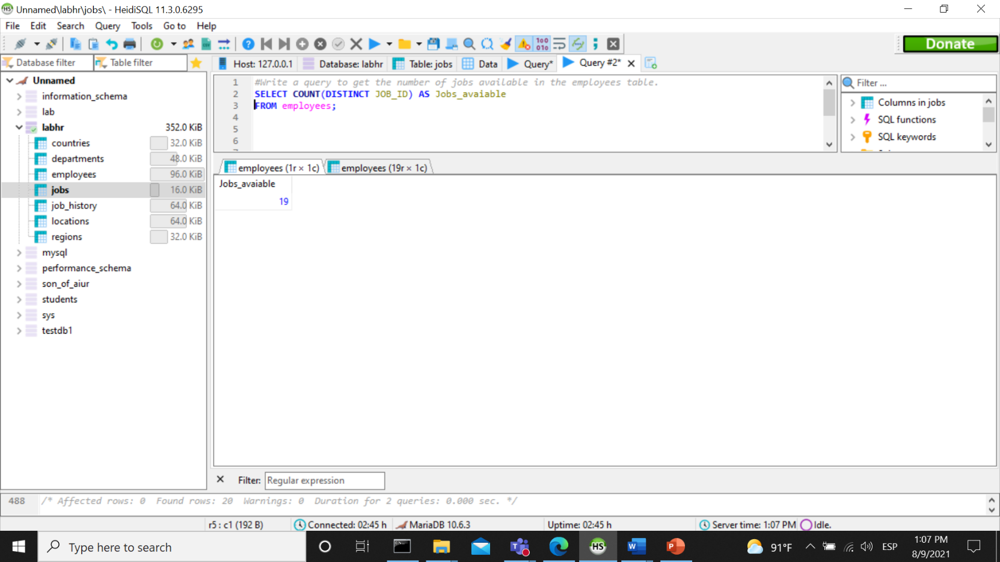 Unnamed\labhr\jobs\ - HeidiSQL 11.3.0.6295
File Edit Search Query Tools Go to Help
Donate
Database filter Table filter
Host: 127.0.0.1 Database: labhr Table: jobs Data Query* Query #2*
Unnamed
information_schema
lab
labhr 352.0 KiB
countries 32.0 KiB
departments 48.0 KiB
employees 96.0 KiB
jobs 16.0 KiB
job_history 64.0 KiB
locations 64.0 KiB
regions 32.0 KiB
mysql
performance_schema
son_of_aiur
students
sys
testdb1
1 #Write a query to get the number of jobs available in the employees table.
2 SELECT COUNT(DISTINCT JOB_ID) AS Jobs_avaiable
3 FROM employees;
4
5
6
Filter ...
Columns in jobs
SQL functions
SQL keywords
employees (1r × 1c) employees (19r × 1c)
Jobs_avaiable
19
Filter: Regular expression
488 /* Affected rows: 0 Found rows: 20 Warnings: 0 Duration for 2 queries: 0.000 sec. */
r5 : c1 (192 B) Connected: 02:45 h MariaDB 10.6.3 Uptime: 02:45 h Server time: 1:07 PM Idle.
Type here to search
91°F ESP
1:07 PM
8/9/2021